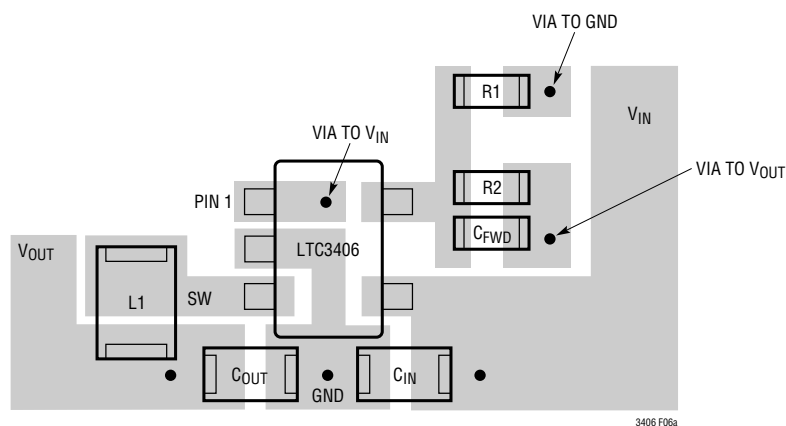 VIA TO GND
R1
VIN
VIA TO VIN
VIA TO VOUT
PIN 1
R2
CFWD
LTC3406
VOUT
L1
SW
COUT
GND
CIN
3406 F06a